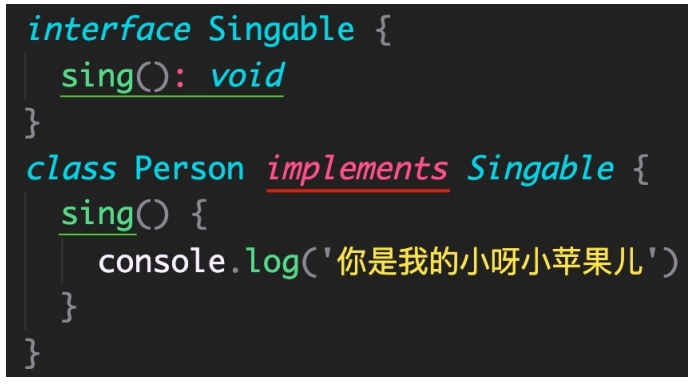 interface Singable {
sing(): void
}
class Person implements Singable {
sing() {
console.log('你是我的小呀小苹果儿')
}
}